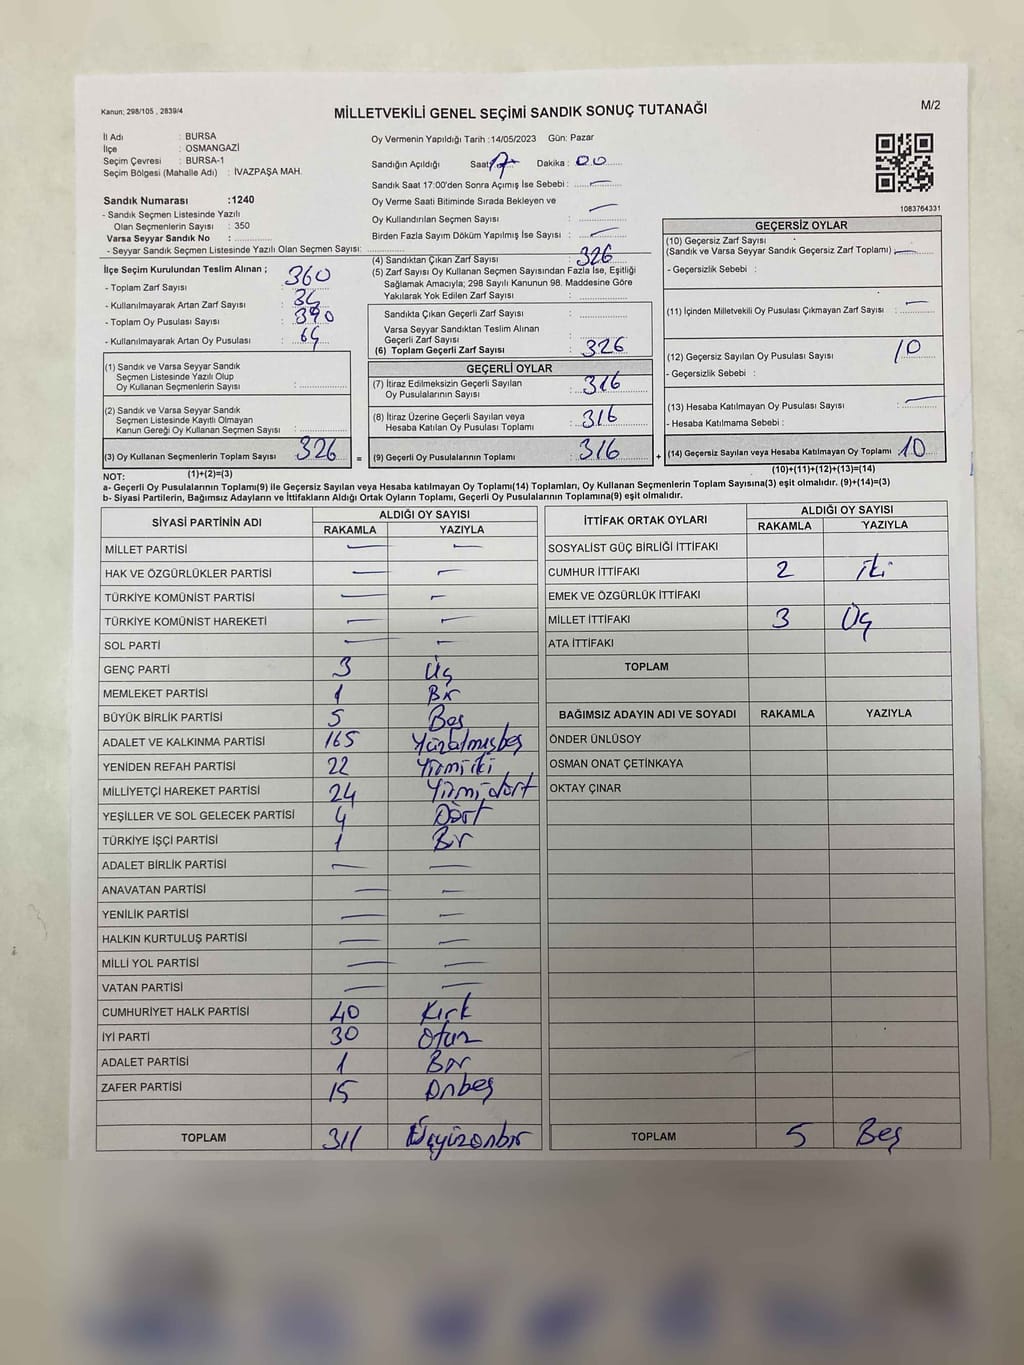 Kanun; 298/105 , 2839/4
MİLLETVEKİLİ GENEL SEÇİMİ SANDIK SONUÇ TUTANAĞI
M/2
İl Adı : BURSA
İlçe : OSMANGAZİ
Seçim Çevresi : BURSA-1
Seçim Bölgesi (Mahalle Adı) : İVAZPAŞA MAH.
Oy Vermenin Yapıldığı Tarih :14/05/2023 Gün: Pazar
Sandığın Açıldığı Saat 17 Dakika : 00
Sandık Saat 17:00'den Sonra Açımış İse Sebebi : —
Oy Verme Saati Bitiminde Sırada Bekleyen ve
Oy Kullandırılan Seçmen Sayısı : —
Birden Fazla Sayım Döküm Yapılmış İse Sayısı : —
1083764331
Sandık Numarası :1240
- Sandık Seçmen Listesinde Yazılı
Olan Seçmenlerin Sayısı : 350
Varsa Seyyar Sandık No :
- Seyyar Sandık Seçmen Listesinde Yazılı Olan Seçmen Sayısı:
İlçe Seçim Kurulundan Teslim Alınan ;
- Toplam Zarf Sayısı : 360
- Kullanılmayarak Artan Zarf Sayısı : 34
- Toplam Oy Pusulası Sayısı : 390
- Kullanılmayarak Artan Oy Pusulası : 64
(1) Sandık ve Varsa Seyyar Sandık
Seçmen Listesinde Yazılı Olup
Oy Kullanan Seçmenlerin Sayısı :
(2) Sandık ve Varsa Seyyar Sandık
Seçmen Listesinde Kayıtlı Olmayan
Kanun Gereği Oy Kullanan Seçmen Sayısı :
(3) Oy Kullanan Seçmenlerin Toplam Sayısı : 326
(4) Sandıktan Çıkan Zarf Sayısı : 326
(5) Zarf Sayısı Oy Kullanan Seçmen Sayısından Fazla İse, Eşitliği
Sağlamak Amacıyla; 298 Sayılı Kanunun 98. Maddesine Göre
Yakılarak Yok Edilen Zarf Sayısı :
Sandıkta Çıkan Geçerli Zarf Sayısı :
Varsa Seyyar Sandıktan Teslim Alınan
Geçerli Zarf Sayısı :
(6) Toplam Geçerli Zarf Sayısı : 326
GEÇERLİ OYLAR
(7) İtiraz Edilmeksizin Geçerli Sayılan
Oy Pusulalarının Sayısı : 316
(8) İtiraz Üzerine Geçerli Sayılan veya
Hesaba Katılan Oy Pusulası Toplamı : 316
= (9) Geçerli Oy Pusulalarının Toplamı : 316
GEÇERSİZ OYLAR
(10) Geçersiz Zarf Sayısı
(Sandık ve Varsa Seyyar Sandık Geçersiz Zarf Toplamı) : —
- Geçersizlik Sebebi :
(11) İçinden Milletvekili Oy Pusulası Çıkmayan Zarf Sayısı : —
(12) Geçersiz Sayılan Oy Pusulası Sayısı : 10
- Geçersizlik Sebebi :
(13) Hesaba Katılmayan Oy Pusulası Sayısı : —
- Hesaba Katılmama Sebebi :
+ (14) Geçersiz Sayılan veya Hesaba Katılmayan Oy Toplamı : 10
NOT: (1)+(2)=(3)
(10)+(11)+(12)+(13)=(14)
a- Geçerli Oy Pusulalarının Toplamı(9) ile Geçersiz Sayılan veya Hesaba katılmayan Oy Toplamı(14) Toplamları, Oy Kullanan Seçmenlerin Toplam Sayısına(3) eşit olmalıdır. (9)+(14)=(3)
b- Siyasi Partilerin, Bağımsız Adayların ve İttifakların Aldığı Ortak Oyların Toplamı, Geçerli Oy Pusulalarının Toplamına(9) eşit olmalıdır.
SİYASİ PARTİNİN ADI ALDIĞI OY SAYISI
RAKAMLA YAZIYLA
MİLLET PARTİSİ — —
HAK VE ÖZGÜRLÜKLER PARTİSİ — —
TÜRKİYE KOMÜNİST PARTİSİ — —
TÜRKİYE KOMÜNİST HAREKETİ — —
SOL PARTİ — —
GENÇ PARTİ 3 Üç
MEMLEKET PARTİSİ 1 Bir
BÜYÜK BİRLİK PARTİSİ 5 Beş
ADALET VE KALKINMA PARTİSİ 165 Yüzatmışbeş
YENİDEN REFAH PARTİSİ 22 Yirmi iki
MİLLİYETÇİ HAREKET PARTİSİ 24 Yirmi dört
YEŞİLLER VE SOL GELECEK PARTİSİ 4 Dört
TÜRKİYE İŞÇİ PARTİSİ 1 Bir
ADALET BİRLİK PARTİSİ — —
ANAVATAN PARTİSİ — —
YENİLİK PARTİSİ — —
HALKIN KURTULUŞ PARTİSİ — —
MİLLİ YOL PARTİSİ — —
VATAN PARTİSİ — —
CUMHURİYET HALK PARTİSİ 40 Kırk
İYİ PARTİ 30 Otuz
ADALET PARTİSİ 1 Bir
ZAFER PARTİSİ 15 Onbeş
TOPLAM 311 Üçyüzonbir
İTTİFAK ORTAK OYLARI ALDIĞI OY SAYISI
RAKAMLA YAZIYLA
SOSYALİST GÜÇ BİRLİĞİ İTTİFAKI
CUMHUR İTTİFAKI 2 iki
EMEK VE ÖZGÜRLÜK İTTİFAKI
MİLLET İTTİFAKI 3 Üç
ATA İTTİFAKI
TOPLAM
BAĞIMSIZ ADAYIN ADI VE SOYADI RAKAMLA YAZIYLA
ÖNDER ÜNLÜSOY
OSMAN ONAT ÇETİNKAYA
OKTAY ÇINAR
TOPLAM 5 Beş